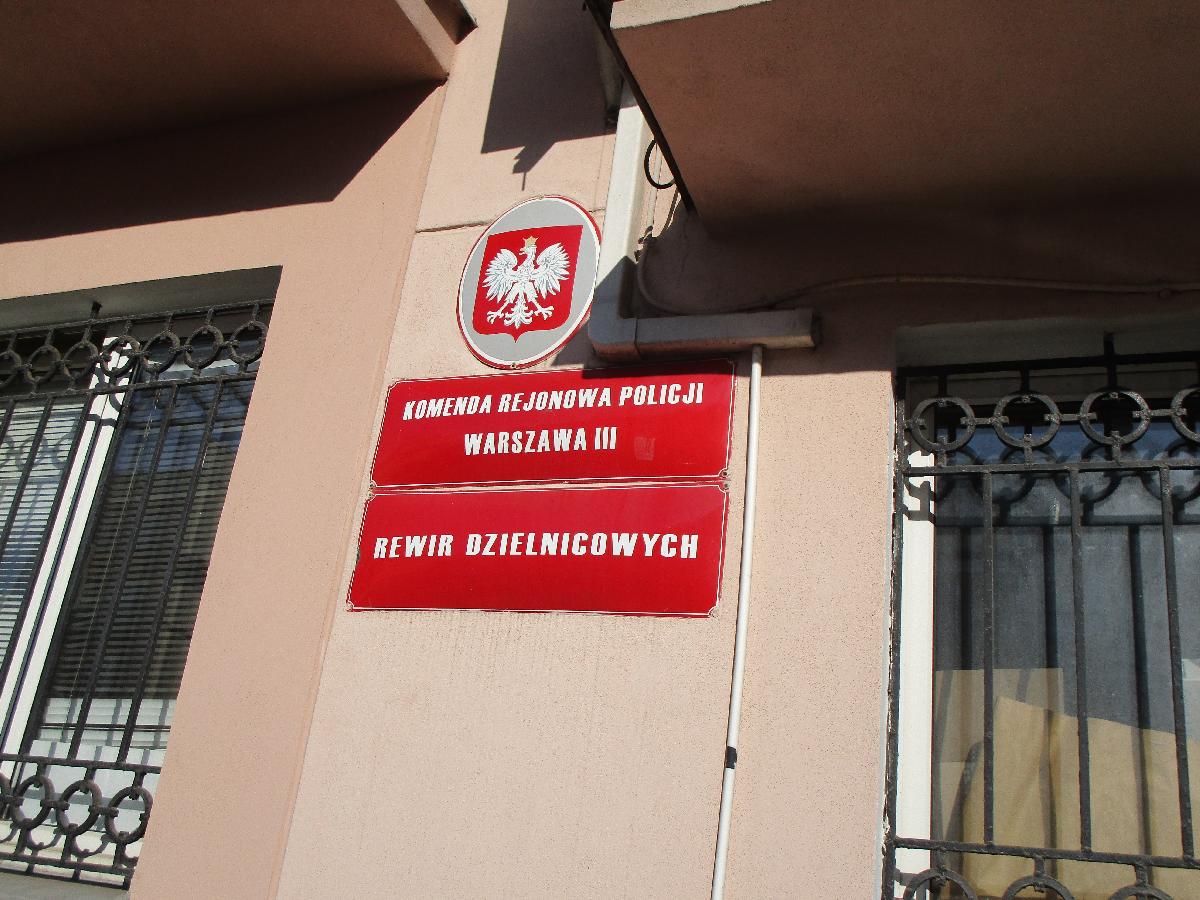 KOMENDA REJONOWA POLICJI
WARSZAWA III
REWIR DZIELNICOWYCH